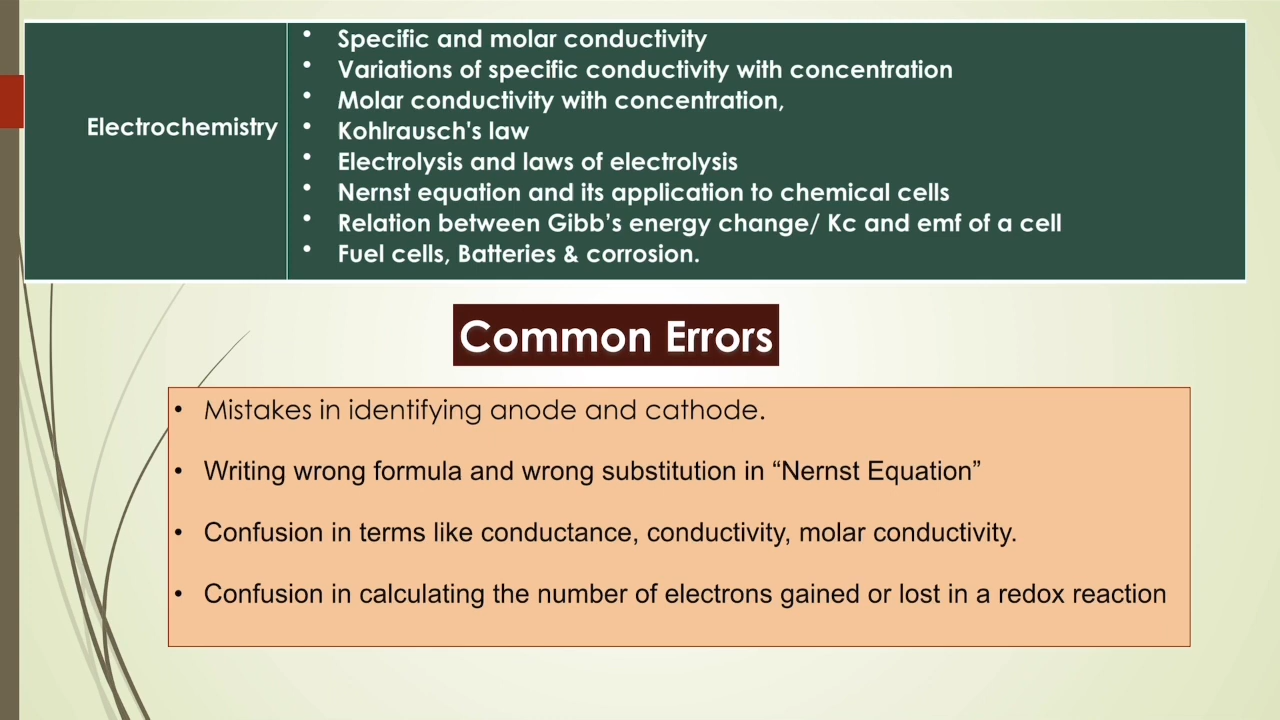 Electrochemistry
• Specific and molar conductivity
• Variations of specific conductivity with concentration
• Molar conductivity with concentration,
• Kohlrausch's law
• Electrolysis and laws of electrolysis
• Nernst equation and its application to chemical cells
• Relation between Gibb’s energy change/ Kc and emf of a cell
• Fuel cells, Batteries & corrosion.
Common Errors
• Mistakes in identifying anode and cathode.
• Writing wrong formula and wrong substitution in “Nernst Equation”
• Confusion in terms like conductance, conductivity, molar conductivity.
• Confusion in calculating the number of electrons gained or lost in a redox reaction